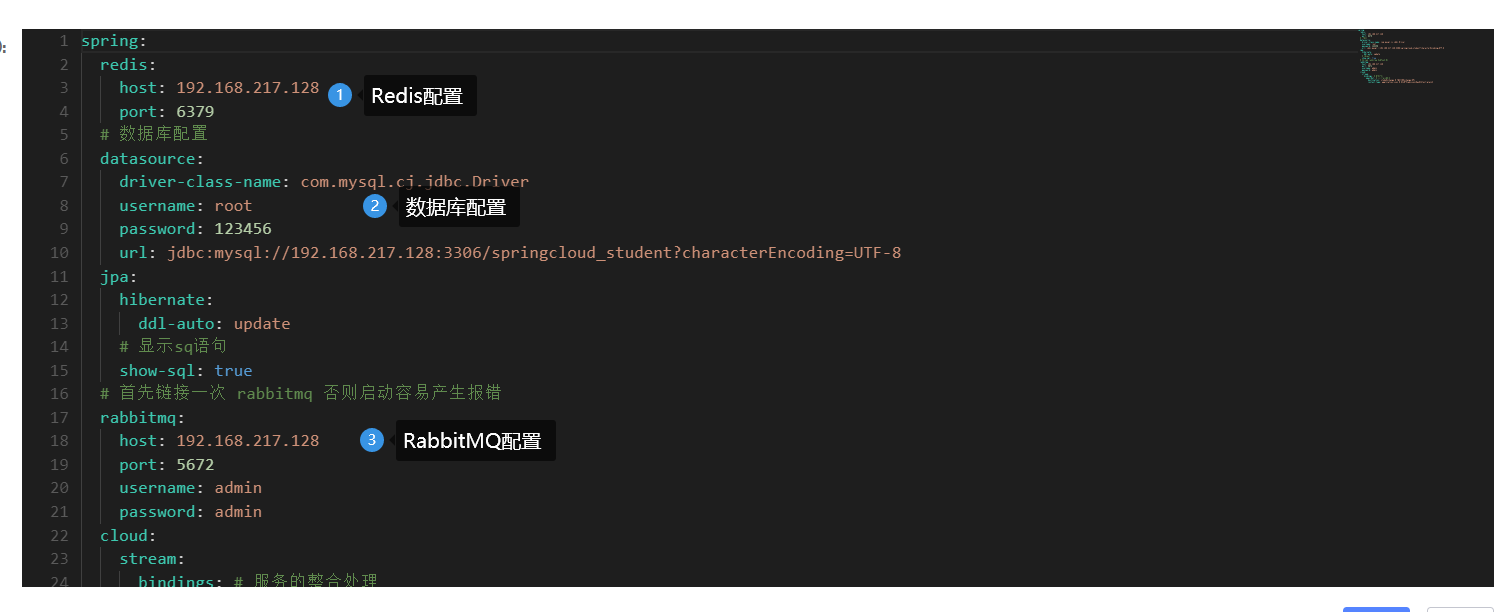 1 spring:
2 redis:
3 host: 192.168.217.128
1 Redis配置
4 port: 6379
5 # 数据库配置
6 datasource:
7 driver-class-name: com.mysql.cj.jdbc.Driver
8 username: root
2 数据库配置
9 password: 123456
10 url: jdbc:mysql://192.168.217.128:3306/springcloud_student?characterEncoding=UTF-8
11 jpa:
12 hibernate:
13 ddl-auto: update
14 # 显示sq语句
15 show-sql: true
16 # 首先链接一次 rabbitmq 否则启动容易产生报错
17 rabbitmq:
18 host: 192.168.217.128
3 RabbitMQ配置
19 port: 5672
20 username: admin
21 password: admin
22 cloud:
23 stream:
24 bindings: # 服务的整合处理